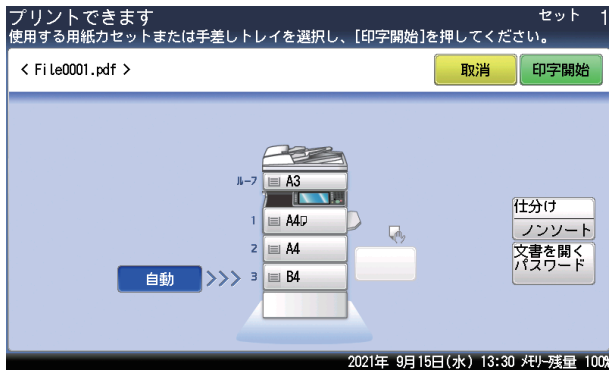 プリントできます セット 1
使用する用紙カセットまたは手差しトレイを選択し、[印字開始]を押してください。
< File0001.pdf > 取消 印字開始
ルーフ A3
1 A4
2 A4
自動 >>> 3 B4
仕分け
ノンソート
文書を開く
パスワード
2021年 9月15日(水) 13:30 メモリー残量 100%